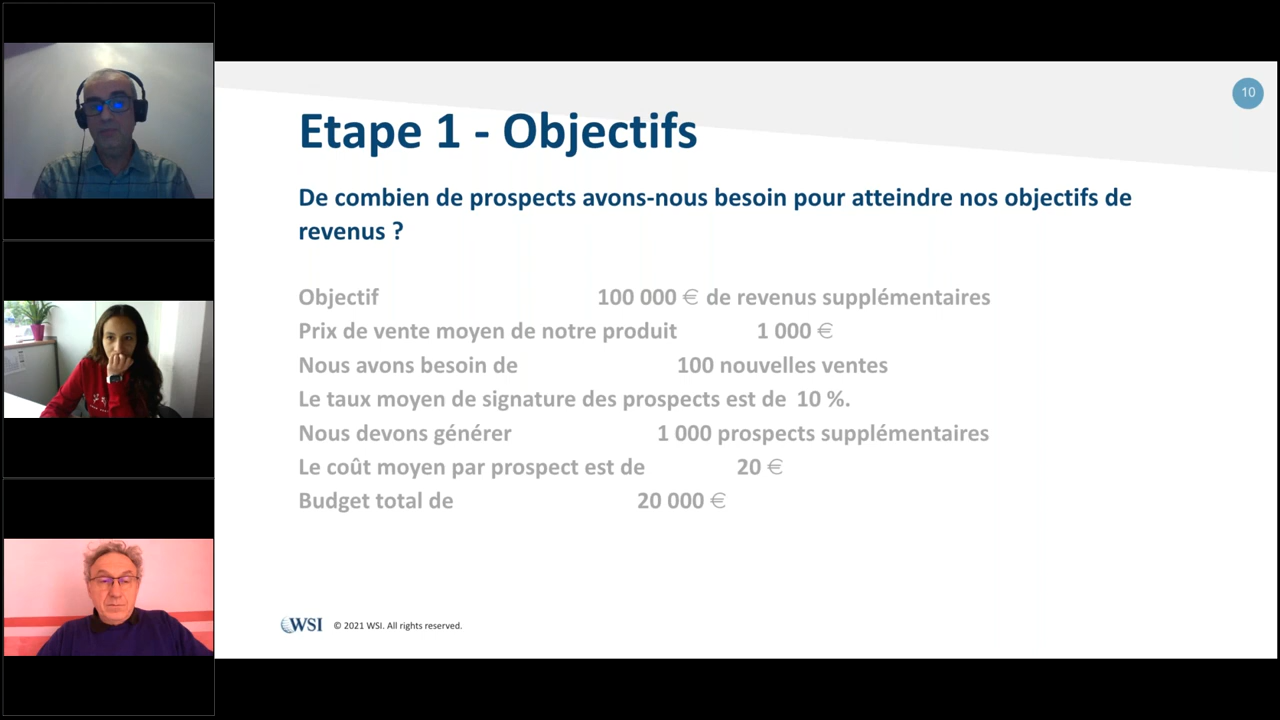 10
Etape 1 - Objectifs
De combien de prospects avons-nous besoin pour atteindre nos objectifs de
revenus ?
Objectif 100 000 € de revenus supplémentaires
Prix de vente moyen de notre produit 1 000 €
Nous avons besoin de 100 nouvelles ventes
Le taux moyen de signature des prospects est de 10 %.
Nous devons générer 1 000 prospects supplémentaires
Le coût moyen par prospect est de 20 €
Budget total de 20 000 €
WSI © 2021 WSI. All rights reserved.